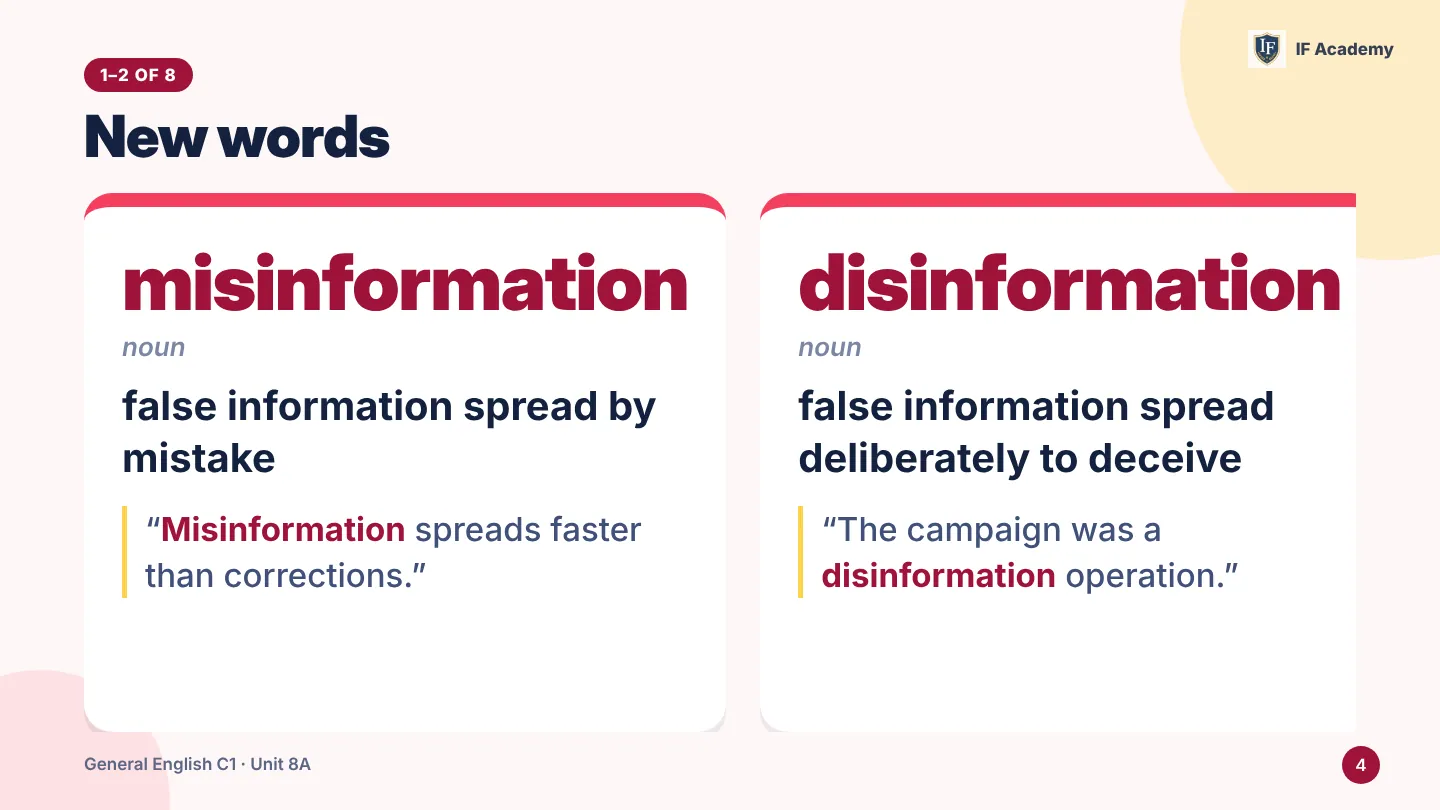 IF IF Academy
1–2 OF 8
New words
misinformation
noun
false information spread by
mistake
“Misinformation spreads faster
than corrections.”
disinformation
noun
false information spread
deliberately to deceive
“The campaign was a
disinformation operation.”
General English C1 · Unit 8A
4